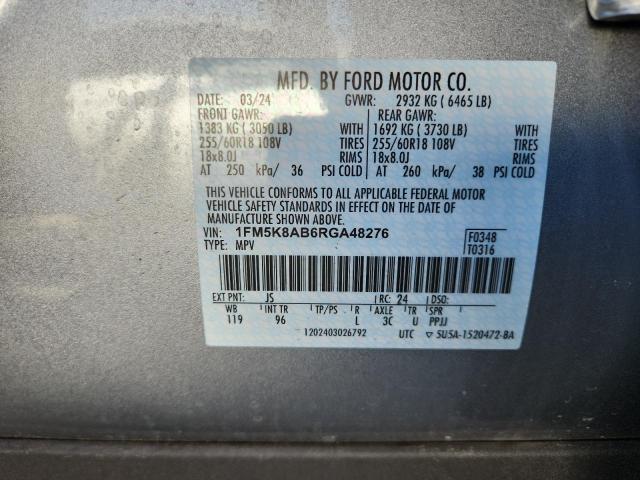 MFD. BY FORD MOTOR CO.
DATE: 03/24 GVWR: 2932 KG ( 6465 LB)
FRONT GAWR: REAR GAWR:
1383 KG ( 3050 LB) WITH 1692 KG ( 3730 LB) WITH
255/60R18 108V TIRES 255/60R18 108V TIRES
18x8.0J RIMS 18x8.0J RIMS
AT 250 kPa/ 36 PSI COLD AT 260 kPa/ 38 PSI COLD
THIS VEHICLE CONFORMS TO ALL APPLICABLE FEDERAL MOTOR
VEHICLE SAFETY STANDARDS IN EFFECT ON THE DATE OF
MANUFACTURE SHOWN ABOVE.
VIN: 1FM5K8AB6RGA48276 F0348
TYPE: MPV T0316
EXT PNT: JS RC: 24 DSO:
WB INT TR TP/PS R AXLE TR SPR
119 96 L 3C U PPJJ
1202403026792 UTC ▽ 5U5A-1520472-BA